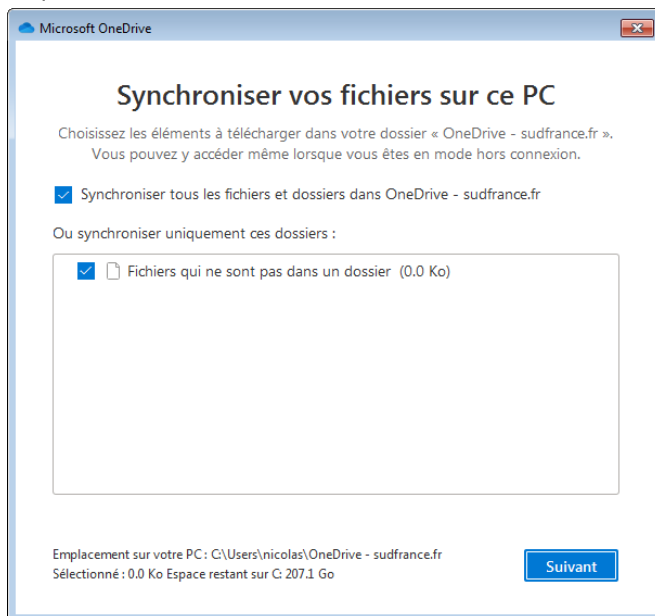 Microsoft OneDrive
Synchroniser vos fichiers sur ce PC
Choisissez les éléments à télécharger dans votre dossier « OneDrive - sudfrance.fr ».
Vous pouvez y accéder même lorsque vous êtes en mode hors connexion.
Synchroniser tous les fichiers et dossiers dans OneDrive - sudfrance.fr
Ou synchroniser uniquement ces dossiers :
Fichiers qui ne sont pas dans un dossier (0.0 Ko)
Emplacement sur votre PC : C:\Users\nicolas\OneDrive - sudfrance.fr
Sélectionné : 0.0 Ko Espace restant sur C: 207.1 Go
Suivant